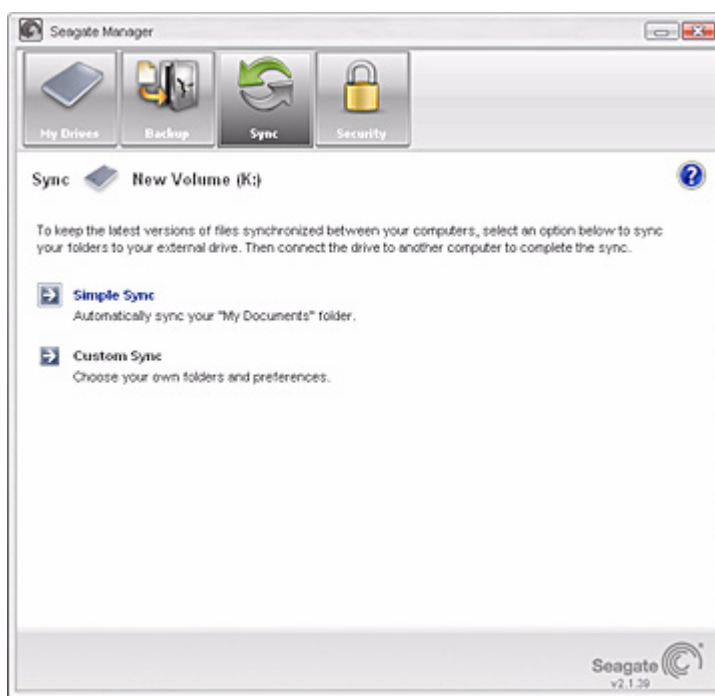 Seagate Manager
My Drives
Backup
Sync
Security
Sync New Volume (K:)
To keep the latest versions of files synchronized between your computers, select an option below to sync
your folders to your external drive. Then connect the drive to another computer to complete the sync.
Simple Sync
Automatically sync your "My Documents" folder.
Custom Sync
Choose your own folders and preferences.
Seagate
v2.1.39